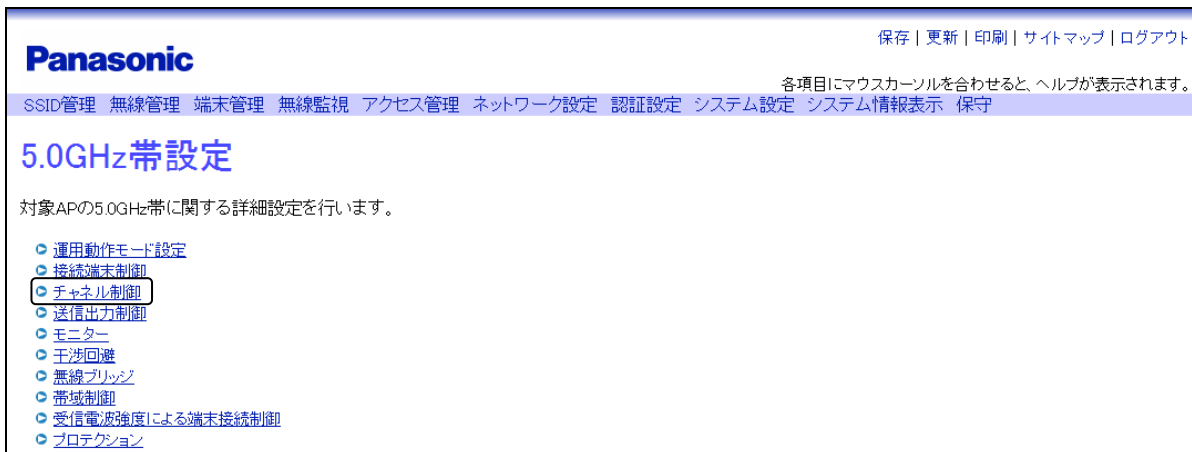 保存 | 更新 | 印刷 | サイトマップ | ログアウト
Panasonic
各項目にマウスカーソルを合わせると、ヘルプが表示されます。
SSID管理 無線管理 端末管理 無線監視 アクセス管理 ネットワーク設定 認証設定 システム設定 システム情報表示 保守
5.0GHz帯設定
対象APの5.0GHz帯に関する詳細設定を行います。
運用動作モード設定
接続端末制御
チャネル制御
送信出力制御
モニター
干渉回避
無線ブリッジ
帯域制御
受信電波強度による端末接続制御
プロテクション